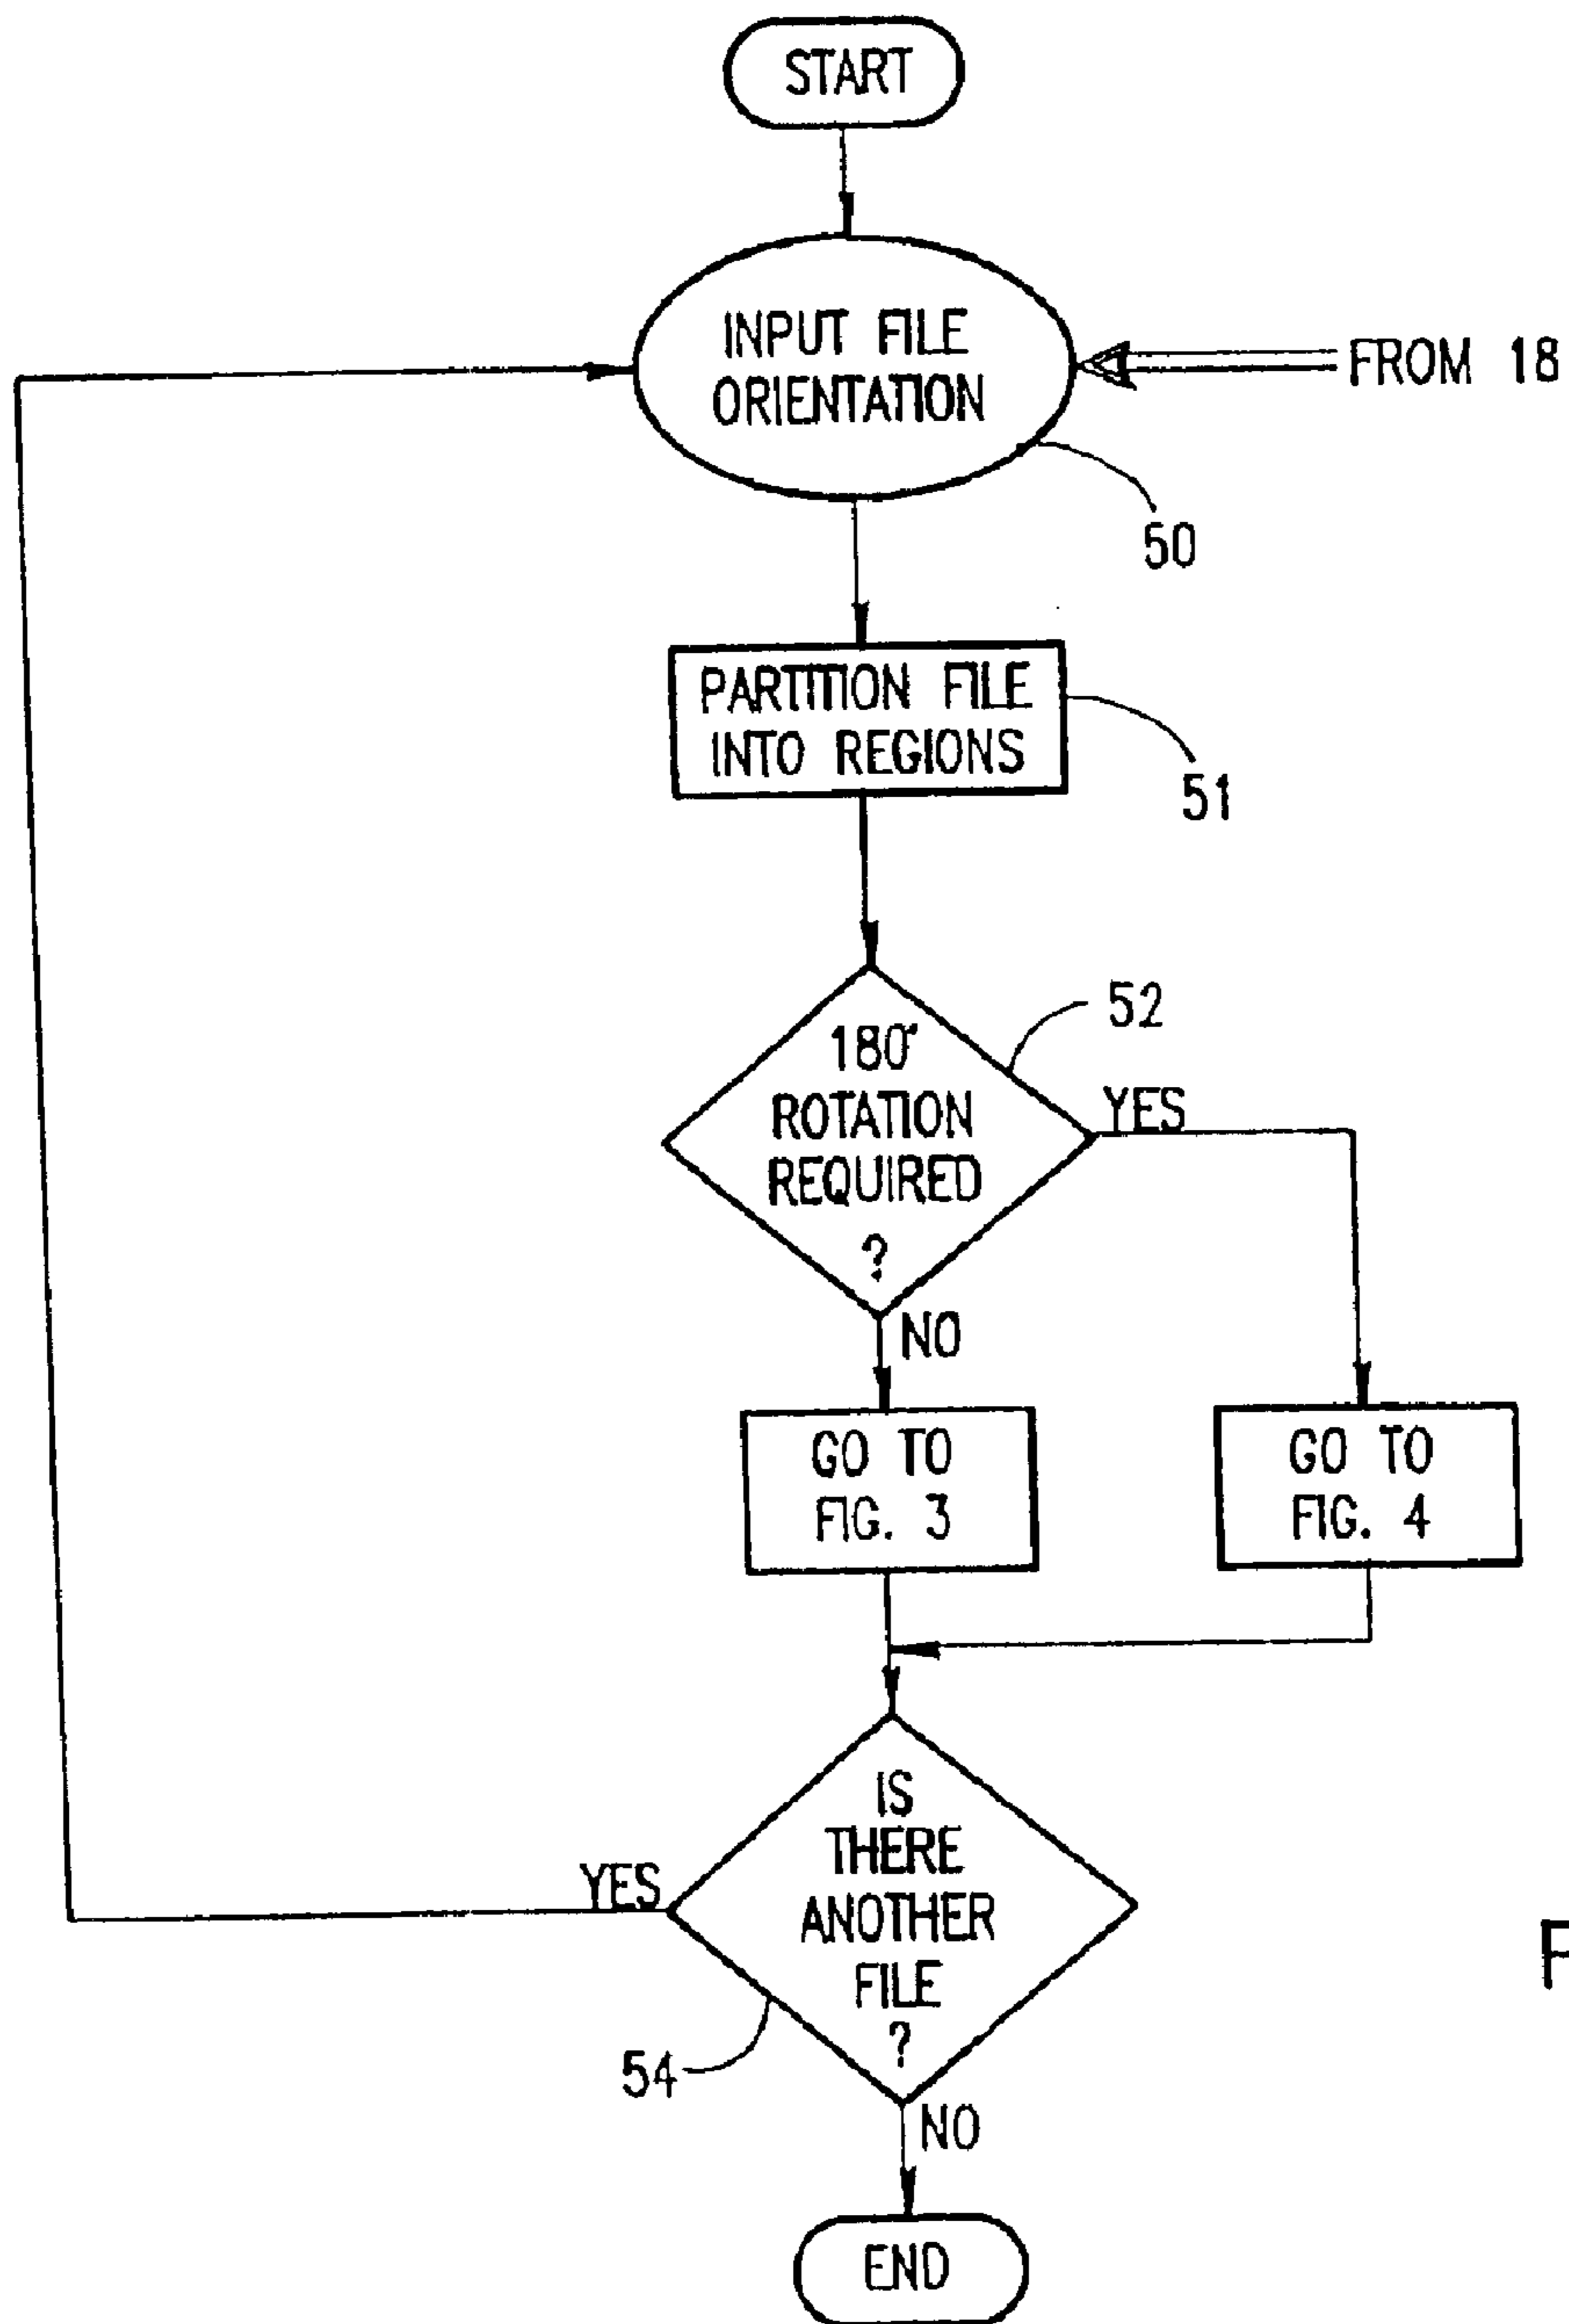 START
INPUT FILE
ORIENTATION
FROM 18
50
PARTITION FILE
INTO REGIONS
51
52
180°
ROTATION
REQUIRED
?
YES
NO
GO TO
FIG. 3
GO TO
FIG. 4
IS
THERE
ANOTHER
FILE
?
YES
54
NO
END